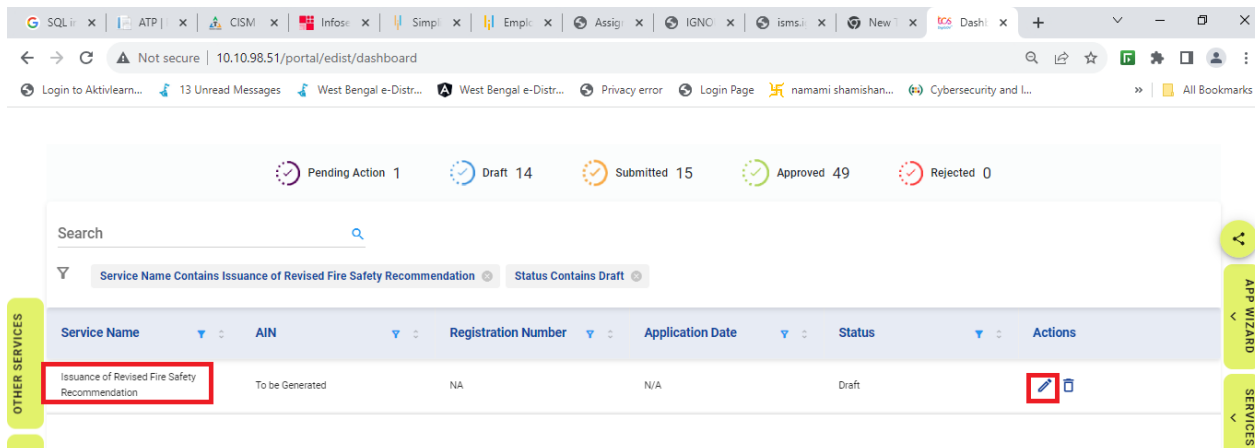 SQL in ATP | CISM Infose Simpl Emplo Assign IGNO isms.i New T tcs Dash
Not secure | 10.10.98.51/portal/edist/dashboard
Login to Aktivlearn... 13 Unread Messages West Bengal e-Distr... West Bengal e-Distr... Privacy error Login Page namami shamishan... Cybersecurity and I... » All Bookmarks
Pending Action 1 Draft 14 Submitted 15 Approved 49 Rejected 0
Search
Service Name Contains Issuance of Revised Fire Safety Recommendation Status Contains Draft
APP WIZARD
OTHER SERVICES
Service Name AIN Registration Number Application Date Status Actions
Issuance of Revised Fire Safety
Recommendation
To be Generated NA N/A Draft
SERVICES